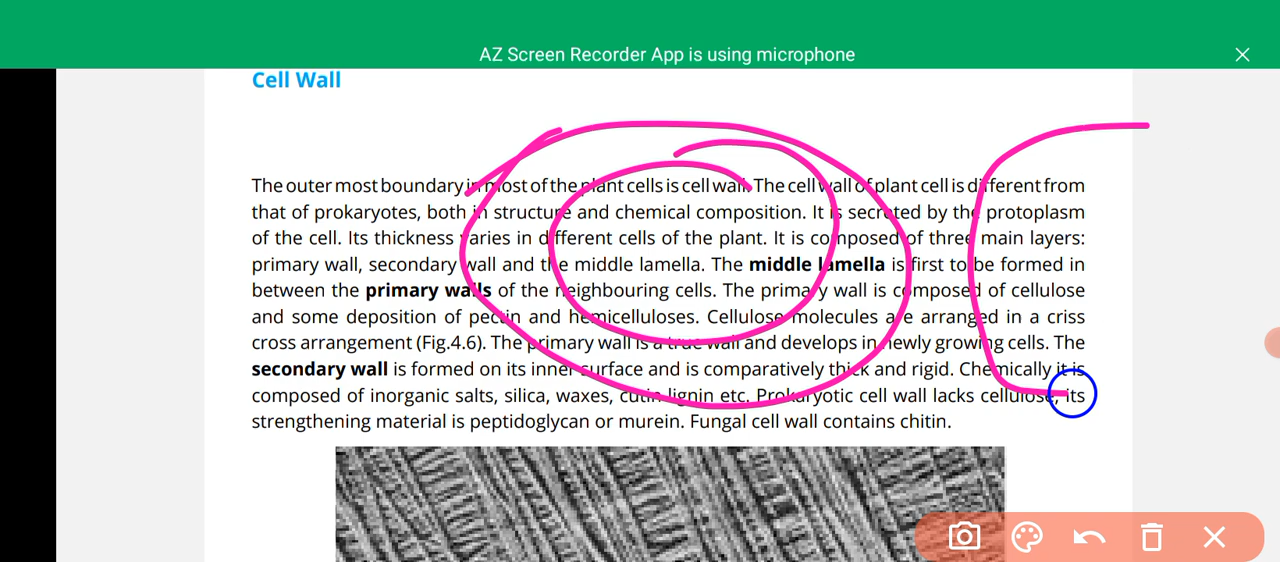 AZ Screen Recorder App is using microphone
Cell Wall
The outer most boundary in most of the plant cells is cell wall. The cell wall of plant cell is different from
that of prokaryotes, both in structure and chemical composition. It is secreted by the protoplasm
of the cell. Its thickness varies in different cells of the plant. It is composed of three main layers:
primary wall, secondary wall and the middle lamella. The middle lamella is first to be formed in
between the primary walls of the neighbouring cells. The primary wall is composed of cellulose
and some deposition of pectin and hemicelluloses. Cellulose molecules are arranged in a criss
cross arrangement (Fig.4.6). The primary wall is a true wall and develops in newly growing cells. The
secondary wall is formed on its inner surface and is comparatively thick and rigid. Chemically it is
composed of inorganic salts, silica, waxes, cutin lignin etc. Prokaryotic cell wall lacks cellulose, its
strengthening material is peptidoglycan or murein. Fungal cell wall contains chitin.